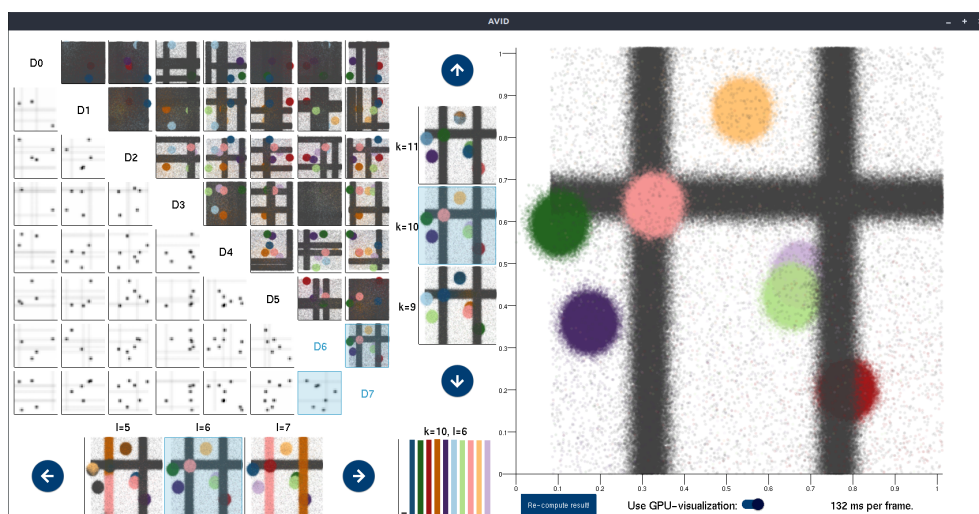 AVID
D0
D1
D2
D3
D4
D5
D6
D7
k=11
k=10
k=9
l=5 l=6 l=7
k=10, l=6
1
0.9
0.8
0.7
0.6
0.5
0.4
0.3
0.2
0.1
0
0 0.1 0.2 0.3 0.4 0.5 0.6 0.7 0.8 0.9 1
Re-compute result!
Use GPU-visualization:
132 ms per frame.